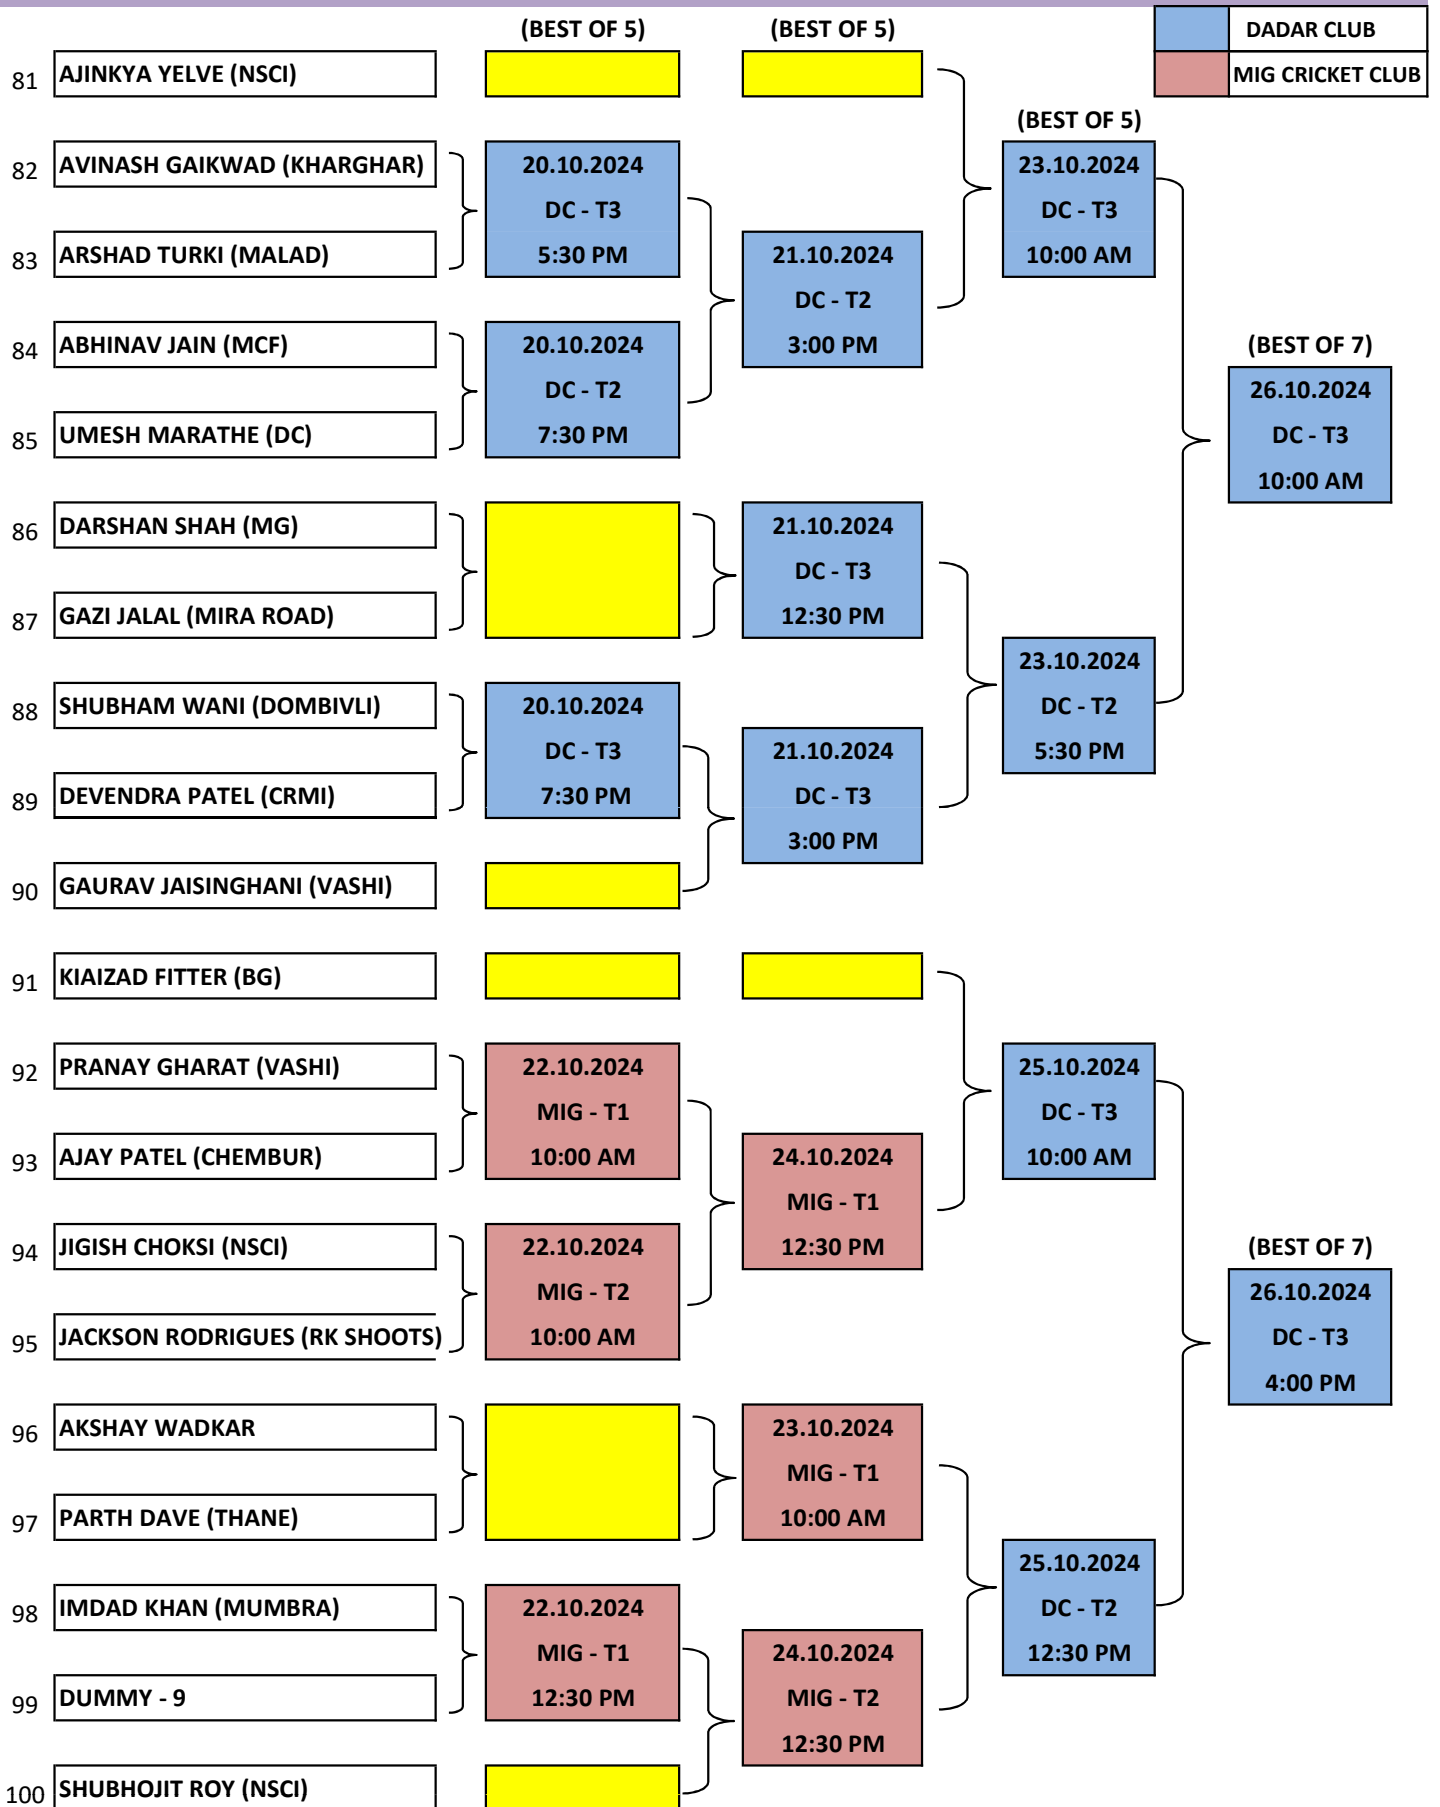 (BEST OF 5) (BEST OF 5) DADAR CLUB
81 AJINKYA YELVE (NSCI) MIG CRICKET CLUB
(BEST OF 5)
82 AVINASH GAIKWAD (KHARGHAR) 20.10.2024 23.10.2024
DC - T3 DC - T3
83 ARSHAD TURKI (MALAD) 5:30 PM 21.10.2024 10:00 AM
DC - T2
84 ABHINAV JAIN (MCF) 20.10.2024 3:00 PM (BEST OF 7)
DC - T2 26.10.2024
85 UMESH MARATHE (DC) 7:30 PM DC - T3
10:00 AM
86 DARSHAN SHAH (MG) 21.10.2024
DC - T3
87 GAZI JALAL (MIRA ROAD) 12:30 PM
23.10.2024
88 SHUBHAM WANI (DOMBIVLI) 20.10.2024 DC - T2
DC - T3 21.10.2024 5:30 PM
89 DEVENDRA PATEL (CRMI) 7:30 PM DC - T3
3:00 PM
90 GAURAV JAISINGHANI (VASHI)
91 KIAIZAD FITTER (BG)
92 PRANAY GHARAT (VASHI) 22.10.2024 25.10.2024
MIG - T1 DC - T3
93 AJAY PATEL (CHEMBUR) 10:00 AM 24.10.2024 10:00 AM
MIG - T1
94 JIGISH CHOKSI (NSCI) 22.10.2024 12:30 PM (BEST OF 7)
MIG - T2 26.10.2024
95 JACKSON RODRIGUES (RK SHOOTS) 10:00 AM DC - T3
4:00 PM
96 AKSHAY WADKAR 23.10.2024
MIG - T1
97 PARTH DAVE (THANE) 10:00 AM
25.10.2024
98 IMDAD KHAN (MUMBRA) 22.10.2024 DC - T2
MIG - T1 24.10.2024 12:30 PM
99 DUMMY - 9 12:30 PM MIG - T2
12:30 PM
100 SHUBHOJIT ROY (NSCI)